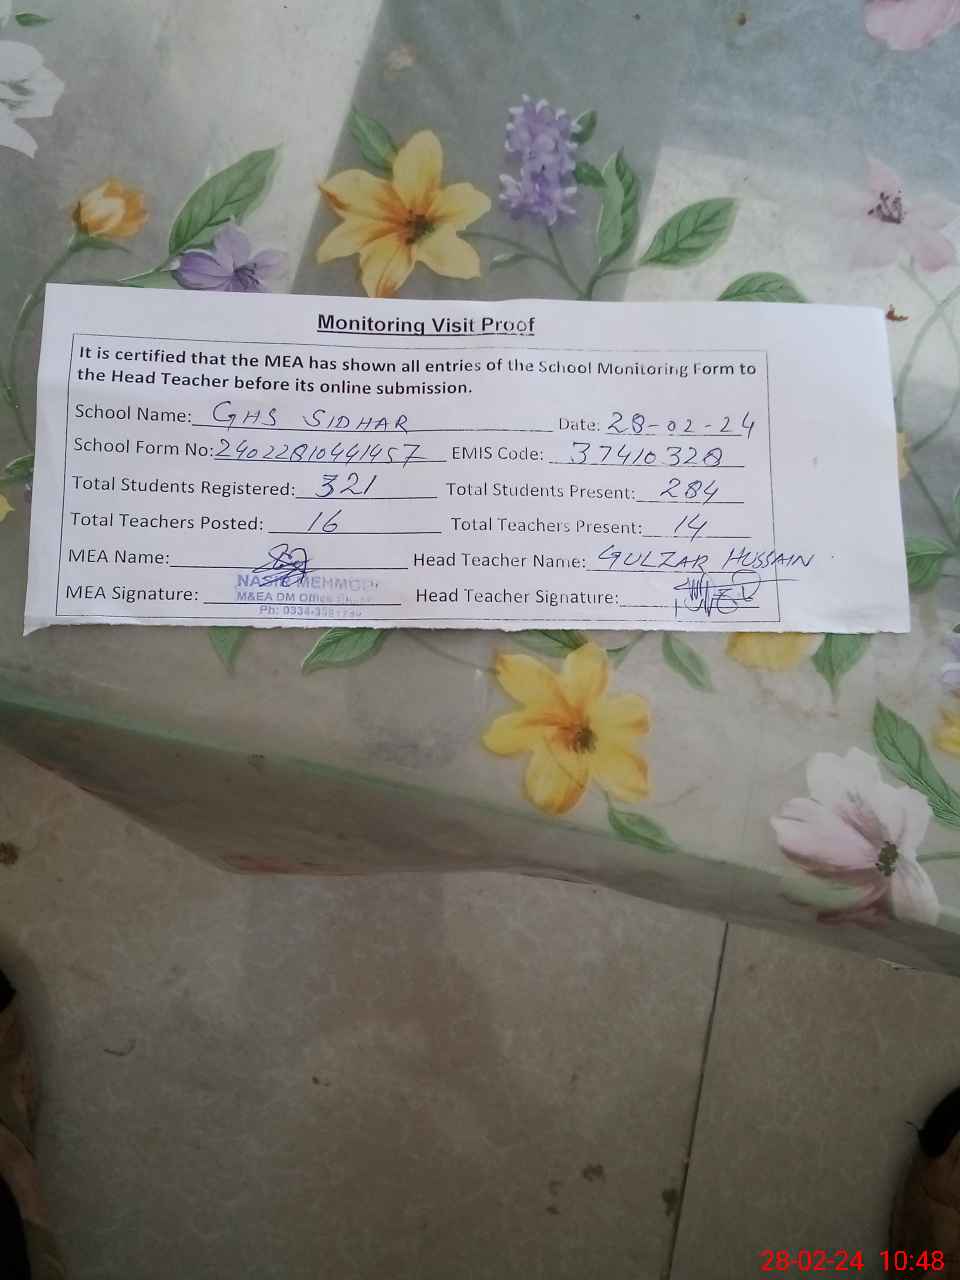 Monitoring Visit Proof
It is certified that the MEA has shown all entries of the School Monitoring Form to
the Head Teacher before its online submission.
School Name: GHS SIDHAR Date: 28-02-24
School Form No: 24022810441457 EMIS Code: 37410328
Total Students Registered: 321 Total Students Present: 284
Total Teachers Posted: 16 Total Teachers Present: 14
MEA Name: Head Teacher Name: GULZAR HUSSAIN
NASIR MEHMOOD
MEA Signature: Head Teacher Signature:
M&EA DM Office
Ph:
28-02-24 10:48